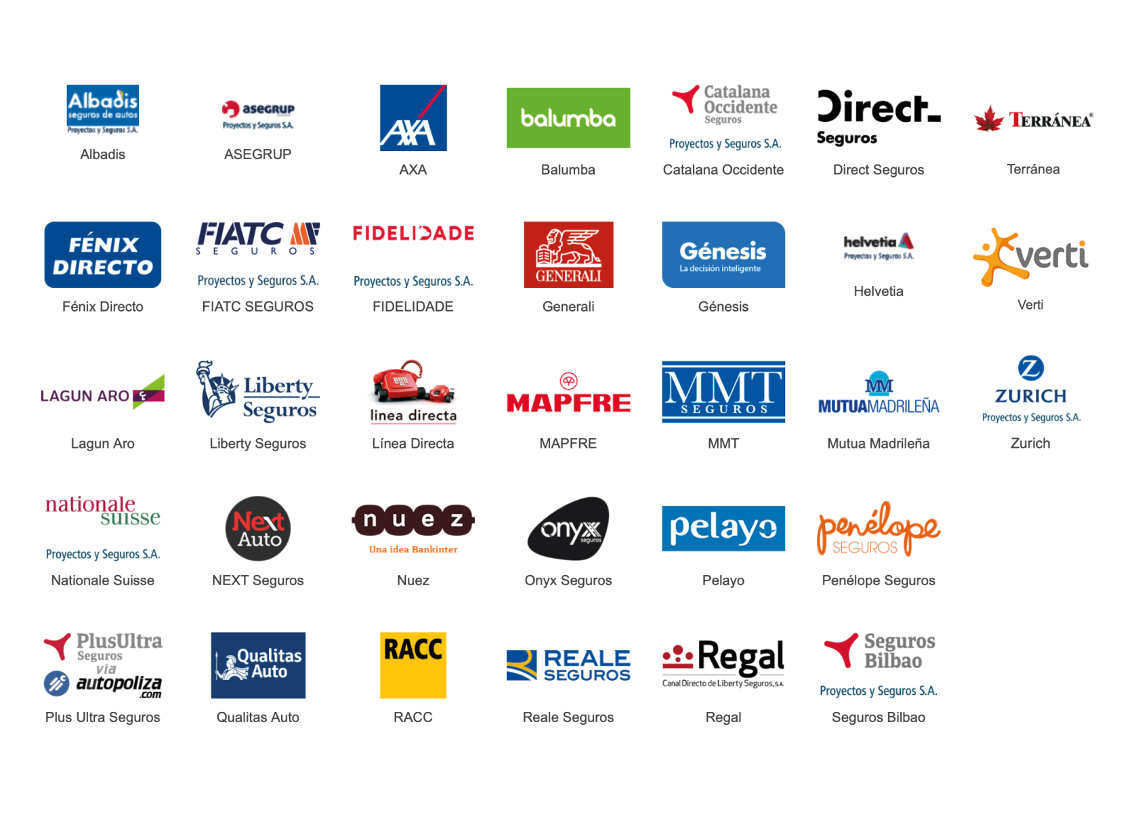 Albadis
seguros de autos
Proyectos y Seguros S.A.
Albadis
ASEGRUP
Proyectos y Seguros S.A.
ASEGRUP
AXA
AXA
balumba
Balumba
Catalana
Occidente
Seguros
Proyectos y Seguros S.A.
Catalana Occidente
Direct
Seguros
Direct Seguros
TERRÁNEA®
Terránea
FÉNIX
DIRECTO
Fénix Directo
FIATC
SEGUROS
Proyectos y Seguros S.A.
FIATC SEGUROS
FIDELIDADE
Proyectos y Seguros S.A.
FIDELIDADE
GENERALI
Generali
Génesis
La decisión inteligente
Génesis
helvetia
Proyectos y Seguros S.A.
Helvetia
verti
Verti
LAGUN ARO
Lagun Aro
Liberty
Seguros
Liberty Seguros
linea directa
Línea Directa
MAPFRE
MAPFRE
MMT
SEGUROS
MMT
MM
MUTUAMADRILEÑA
Mutua Madrileña
Z
ZURICH
Proyectos y Seguros S.A.
Zurich
nationale
suisse
Proyectos y Seguros S.A.
Nationale Suisse
Next
Auto
NEXT Seguros
nuez
Una idea Bankinter
Nuez
onyx
seguros
Onyx Seguros
pelayo
Pelayo
penélope
SEGUROS
Penélope Seguros
PlusUltra
Seguros
via
autopoliza
.com
Plus Ultra Seguros
Qualitas
Auto
Qualitas Auto
RACC
RACC
REALE
SEGUROS
Reale Seguros
Regal
Canal Directo de Liberty Seguros, S.A.
Regal
Seguros
Bilbao
Proyectos y Seguros S.A.
Seguros Bilbao